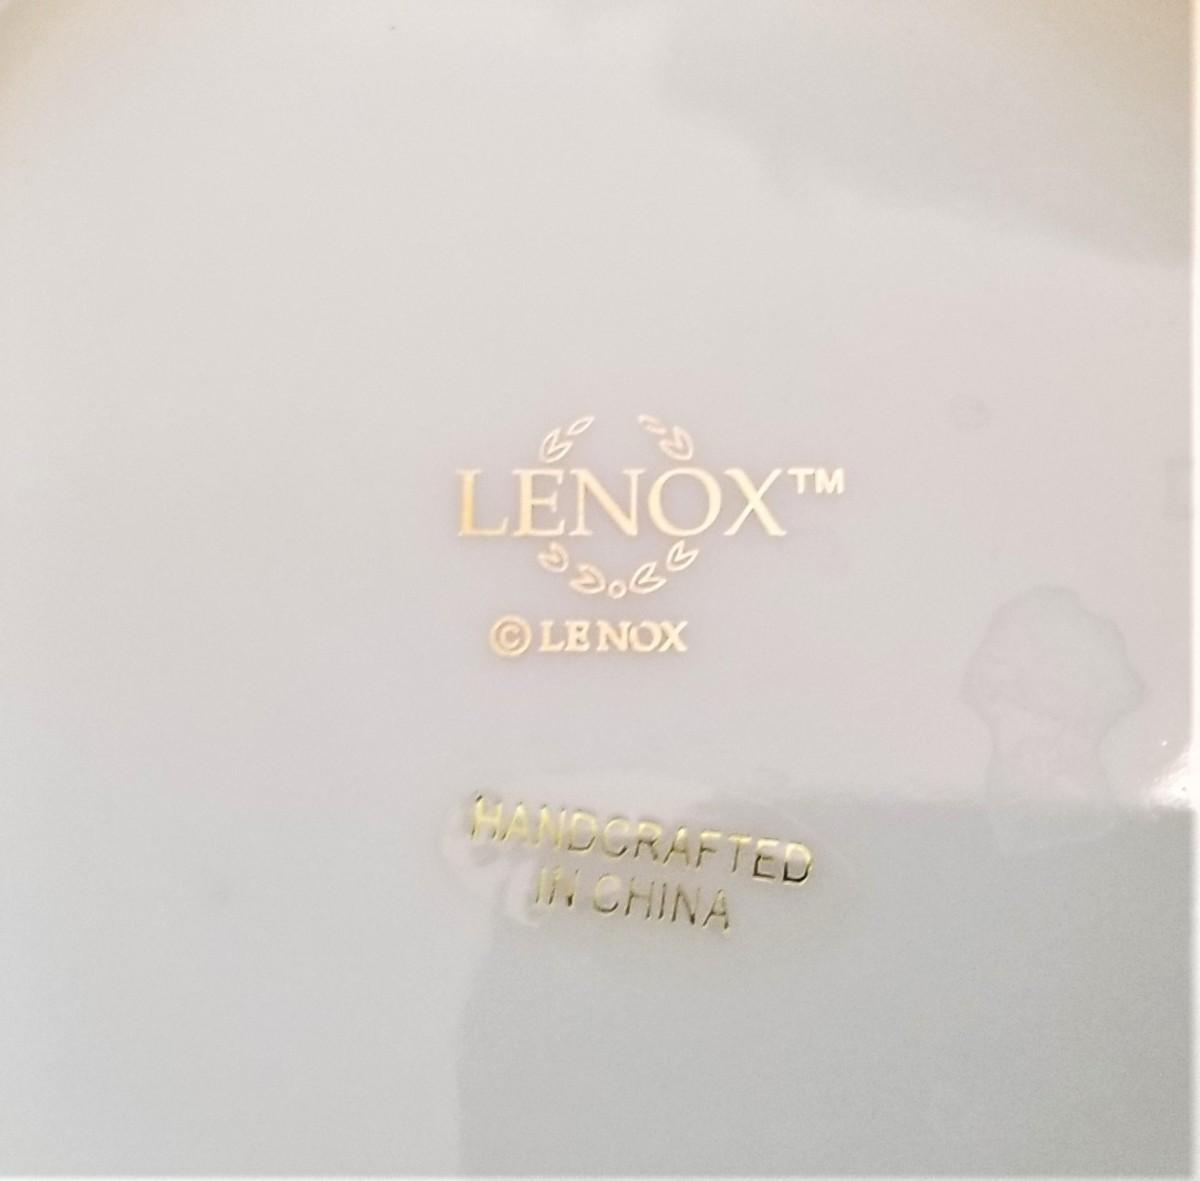 LENOX™
© LENOX
HANDCRAFTED
IN CHINA